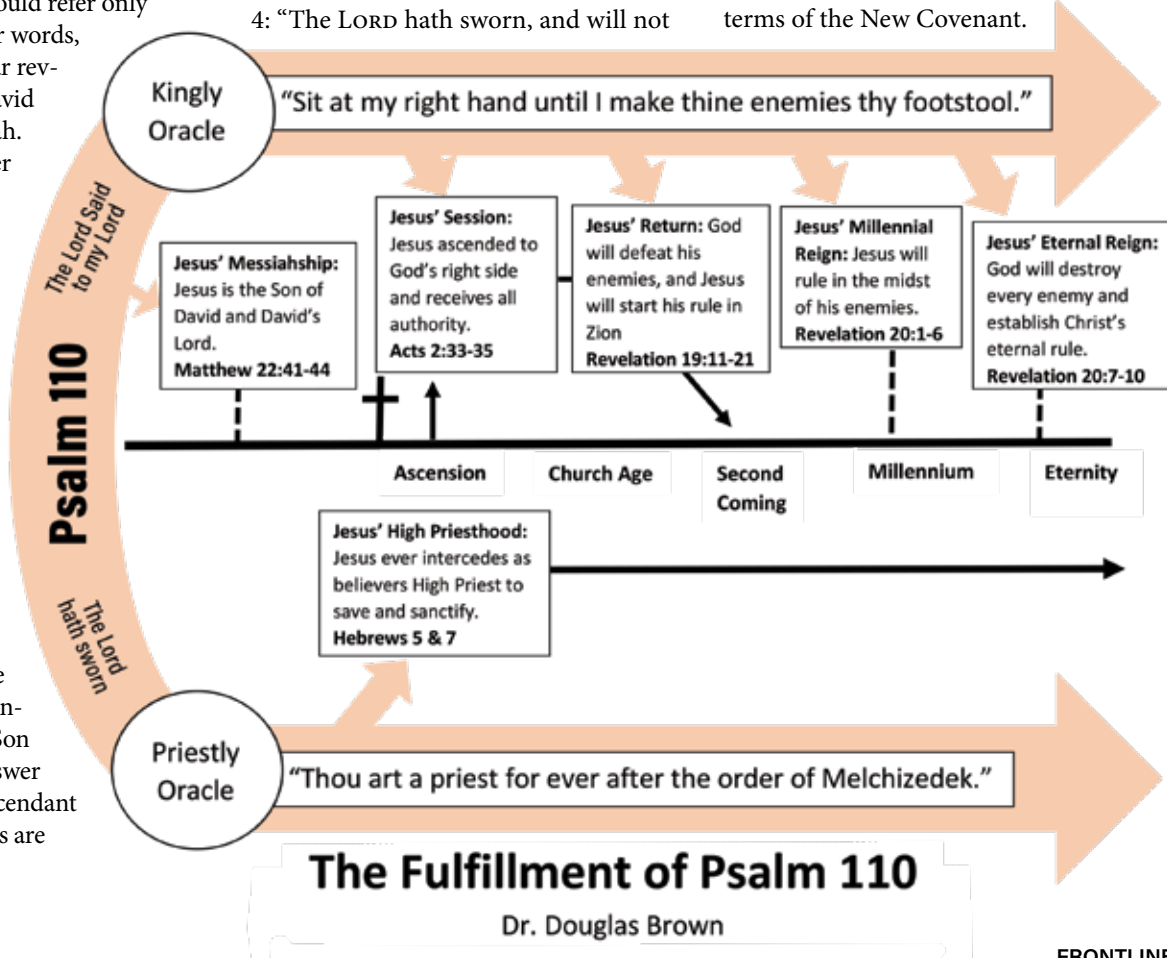 ould refer only
r words,
ur rev-
avid
ah.
er
4: “The LORD hath sworn, and will not
terms of the New Covenant.
Kingly
Oracle
“Sit at my right hand until I make thine enemies thy footstool.”
The Lord Said
to my Lord
Psalm 110
The Lord
hath sworn
Jesus’ Messiahship:
Jesus is the Son of
David and David’s
Lord.
Matthew 22:41-44
Jesus’ Session:
Jesus ascended to
God’s right side
and receives all
authority.
Acts 2:33-35
Jesus’ Return: God
will defeat his
enemies, and Jesus
will start his rule in
Zion
Revelation 19:11-21
Jesus’ Millennial
Reign: Jesus will
rule in the midst
of his enemies.
Revelation 20:1-6
Jesus’ Eternal Reign:
God will destroy
every enemy and
establish Christ’s
eternal rule.
Revelation 20:7-10
Ascension
Church Age
Second
Coming
Millennium
Eternity
Jesus’ High Priesthood:
Jesus ever intercedes as
believers High Priest to
save and sanctify.
Hebrews 5 & 7
e
n-
Son
swer
cendant
s are
Priestly
Oracle
“Thou art a priest for ever after the order of Melchizedek.”
The Fulfillment of Psalm 110
Dr. Douglas Brown
FRONTLINE